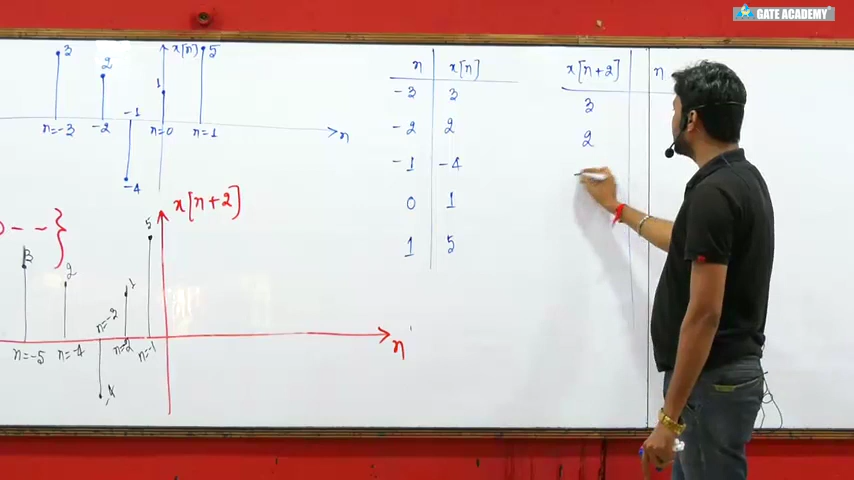 GATE ACADEMY
3
2
x[n]
5
1
-1
n=-3
-2
n=0
n=1
n
-4
n x[n] x[n+2] n
-3 3 3
-2 2 2
-1 -4
0 1
1 5
x[n+2]
3
2
1
5
n=-2
n=-5
n=-4
n=-2
n=-1
n